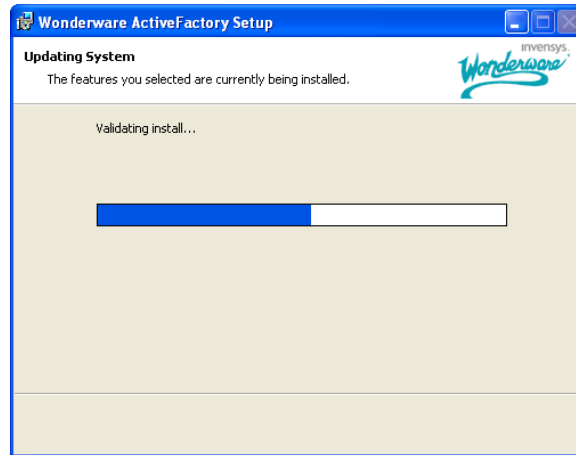 Wonderware ActiveFactory Setup
Updating System
The features you selected are currently being installed.
invensys.
Wonderware
Validating install...